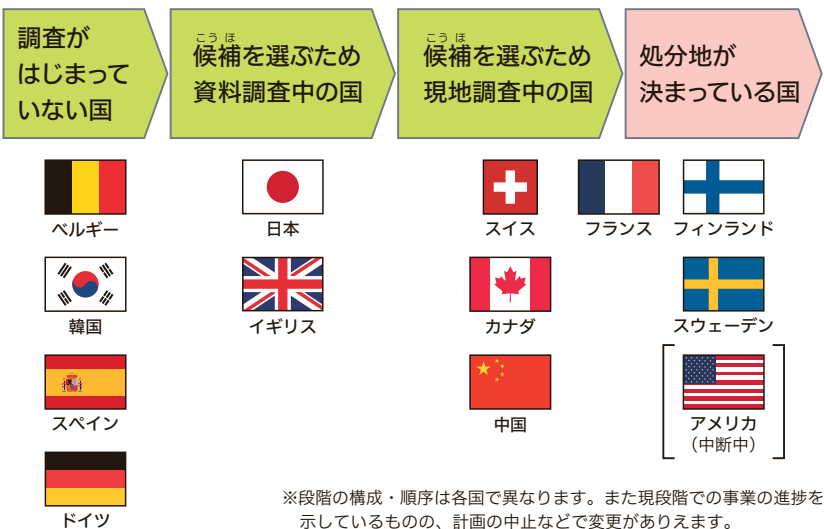 調査が
はじまって
いない国
こうほ
候補を選ぶため
資料調査中の国
こうほ
候補を選ぶため
現地調査中の国
処分地が
決まっている国
ベルギー
日本
スイス
フランス
フィンランド
韓国
イギリス
カナダ
スウェーデン
スペイン
中国
アメリカ
（中断中）
ドイツ
※段階の構成・順序は各国で異なります。また現段階での事業の進捗を
示しているものの、計画の中止などで変更がありえます。